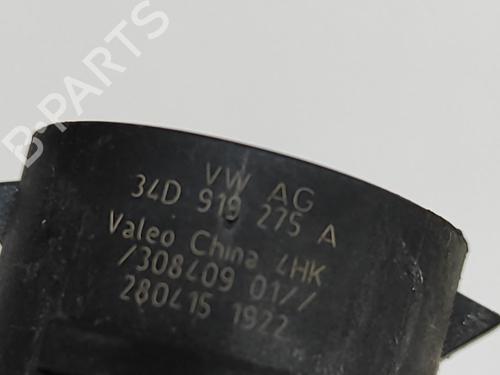 B-PARTS
VW AG
34D 919 275 A
Valeo China 4HK
/308409 01//
280415 1922